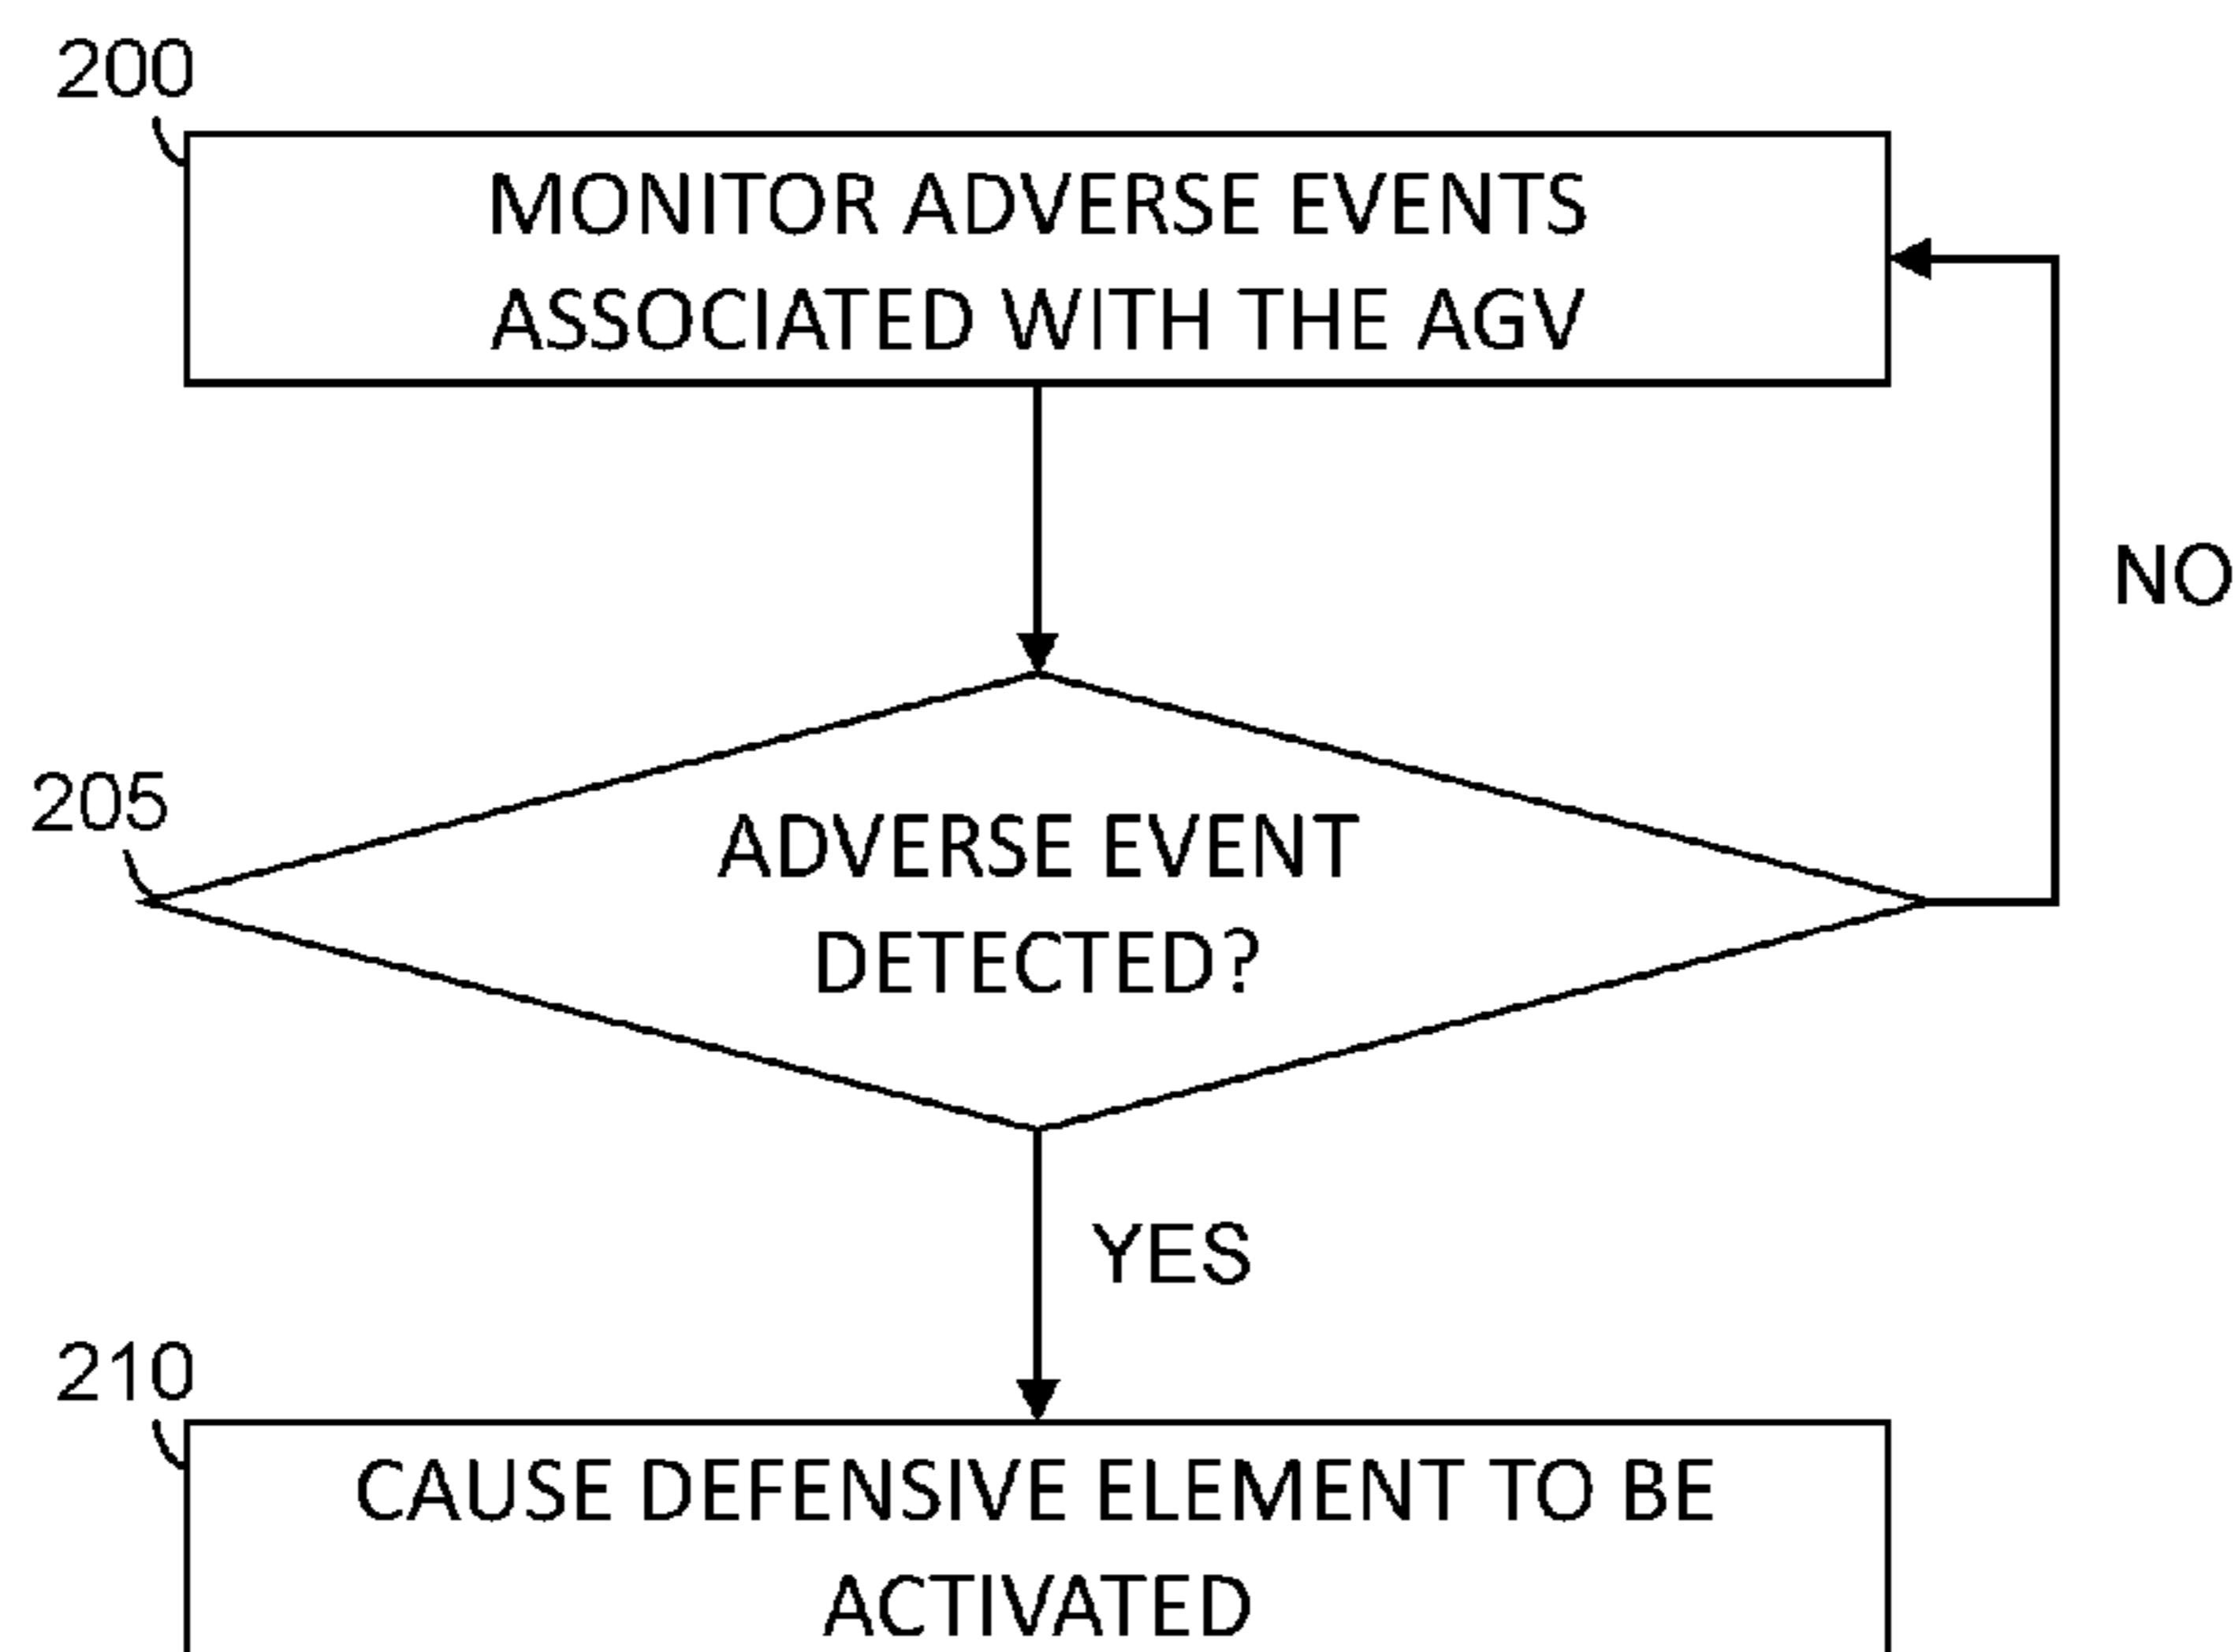 200
MONITOR ADVERSE EVENTS
ASSOCIATED WITH THE AGV
NO
205
ADVERSE EVENT
DETECTED?
YES
210
CAUSE DEFENSIVE ELEMENT TO BE
ACTIVATED